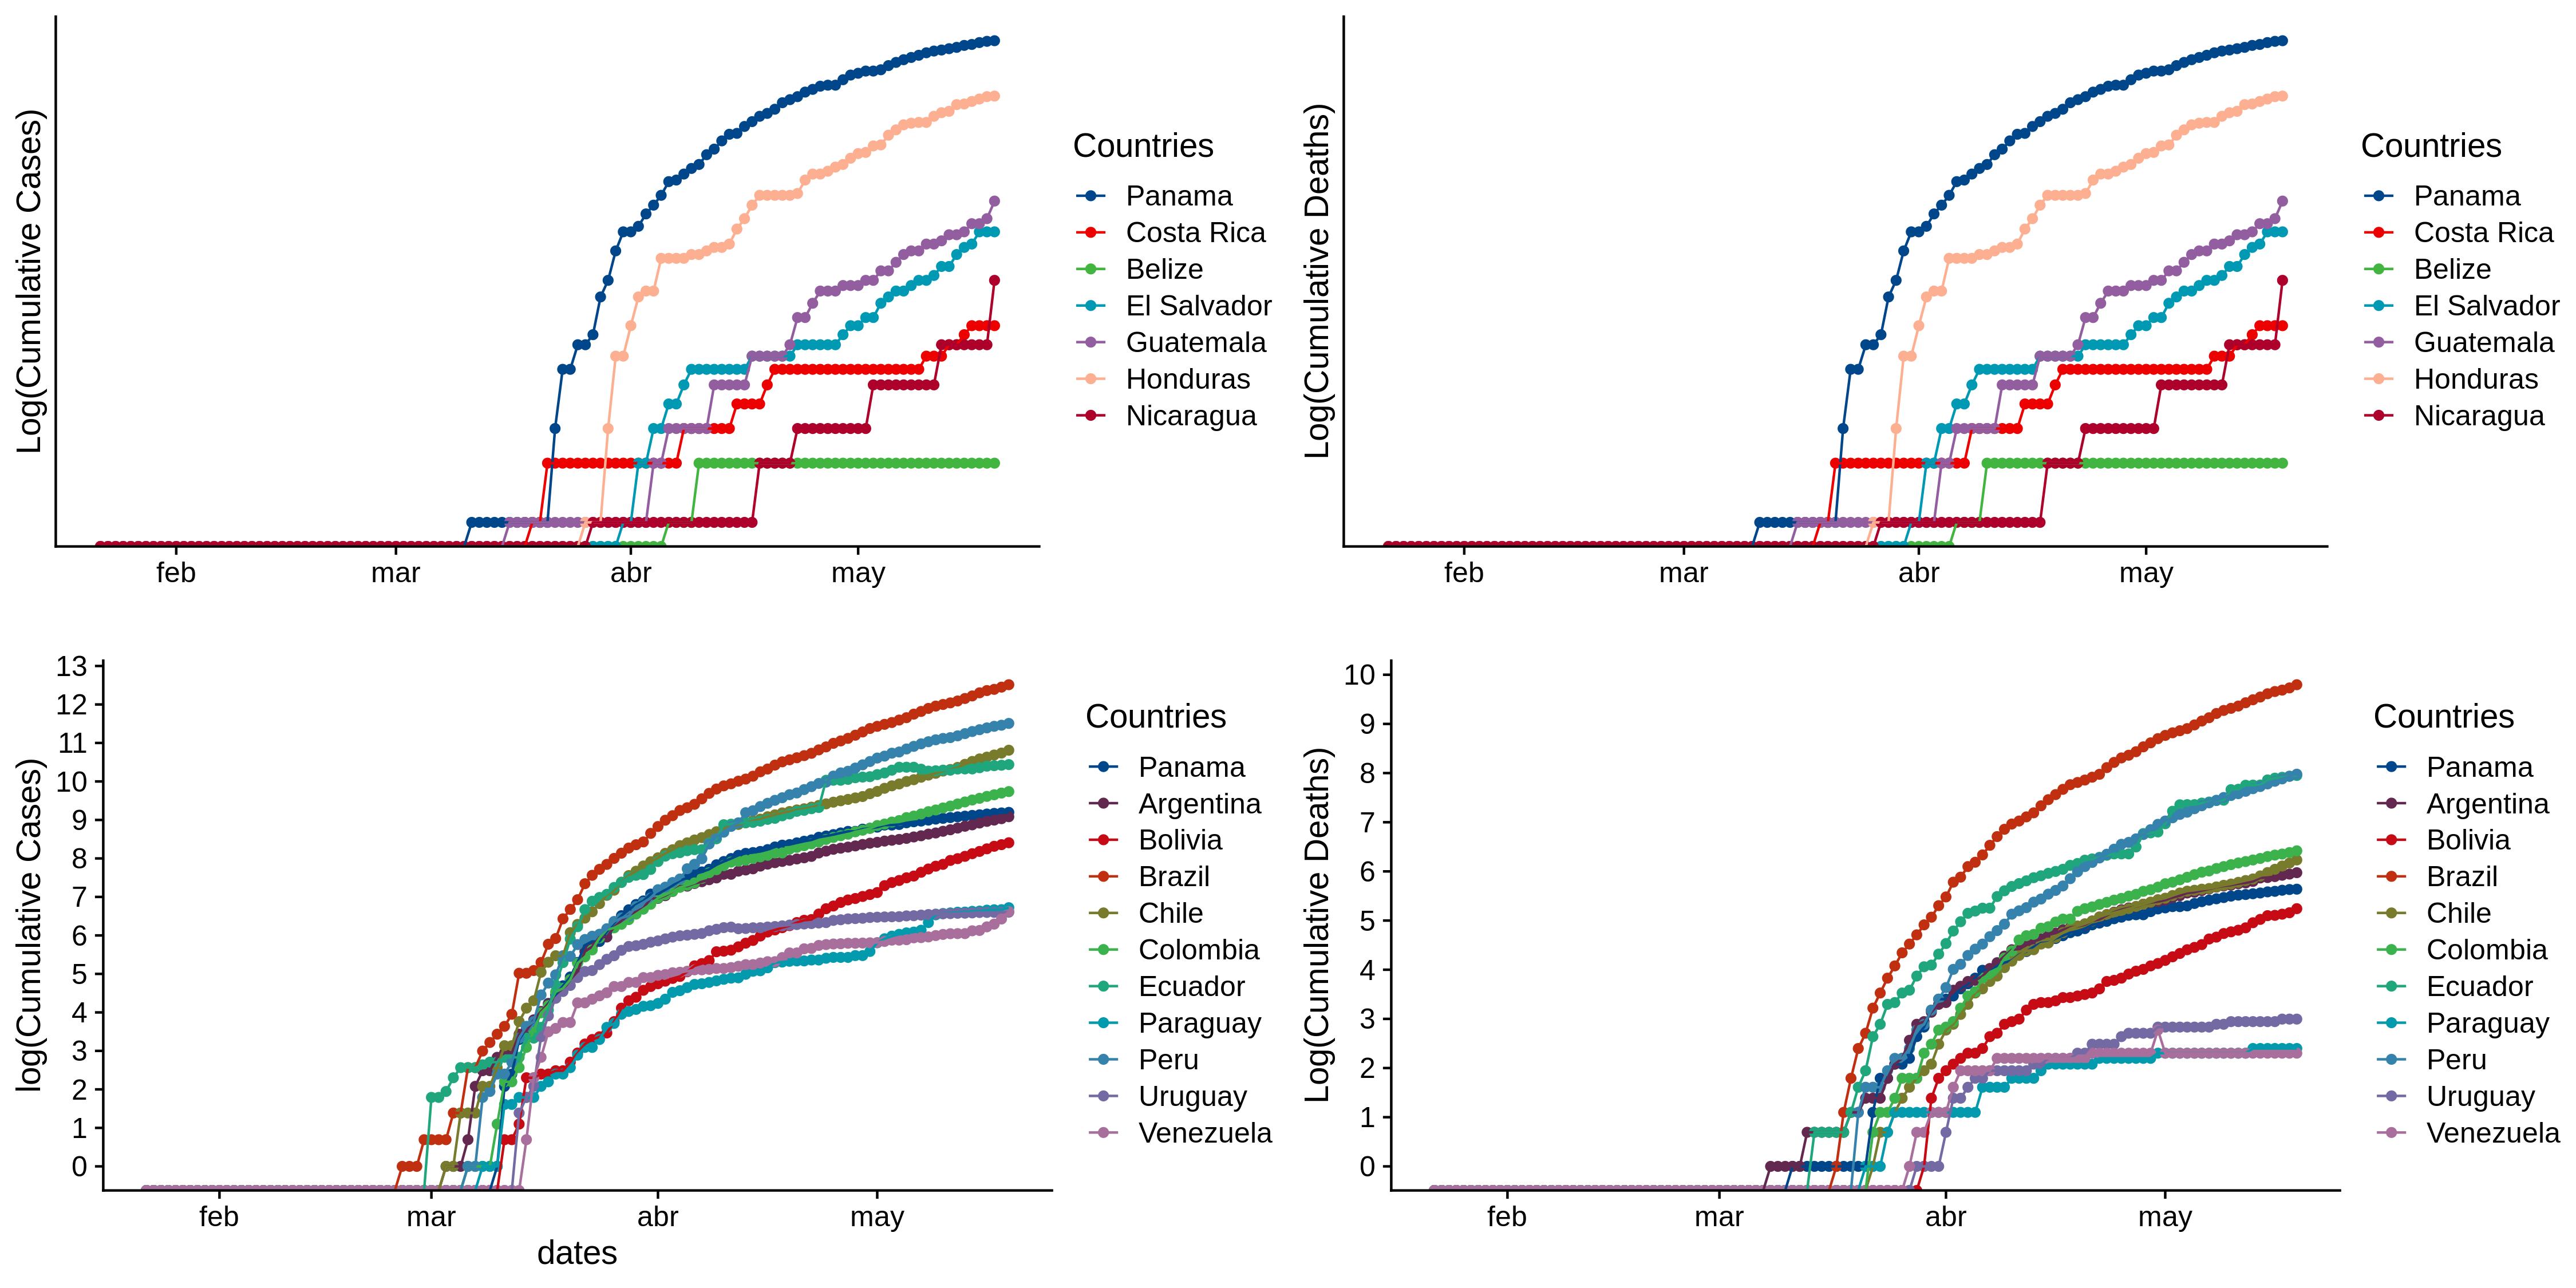 Log(Cumulative Cases)
feb
mar
abr
may
Countries
Panama
Costa Rica
Belize
El Salvador
Guatemala
Honduras
Nicaragua
Log(Cumulative Deaths)
feb
mar
abr
may
Countries
Panama
Costa Rica
Belize
El Salvador
Guatemala
Honduras
Nicaragua
log(Cumulative Cases)
13
12
11
10
9
8
7
6
5
4
3
2
1
0
feb
mar
abr
may
dates
Countries
Panama
Argentina
Bolivia
Brazil
Chile
Colombia
Ecuador
Paraguay
Peru
Uruguay
Venezuela
Log(Cumulative Deaths)
10
9
8
7
6
5
4
3
2
1
0
feb
mar
abr
may
Countries
Panama
Argentina
Bolivia
Brazil
Chile
Colombia
Ecuador
Paraguay
Peru
Uruguay
Venezuela